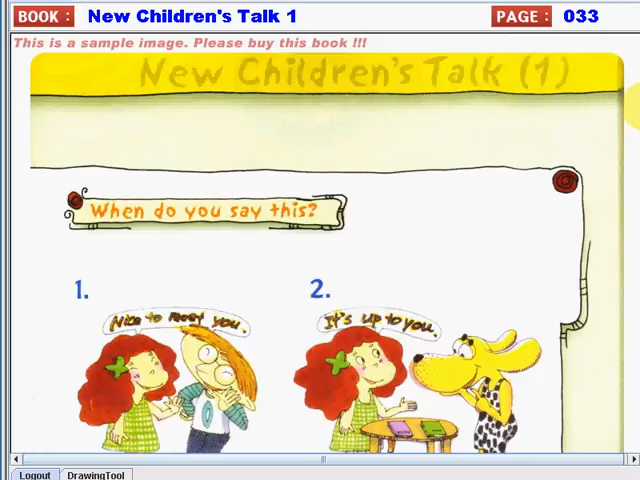 BOOK : New Children's Talk 1 PAGE : 033
This is a sample image. Please buy this book !!!
New Children's Talk (1)
When do you say this?
1. 2.
Nice to meet you. It's up to you.
Logout DrawingTool